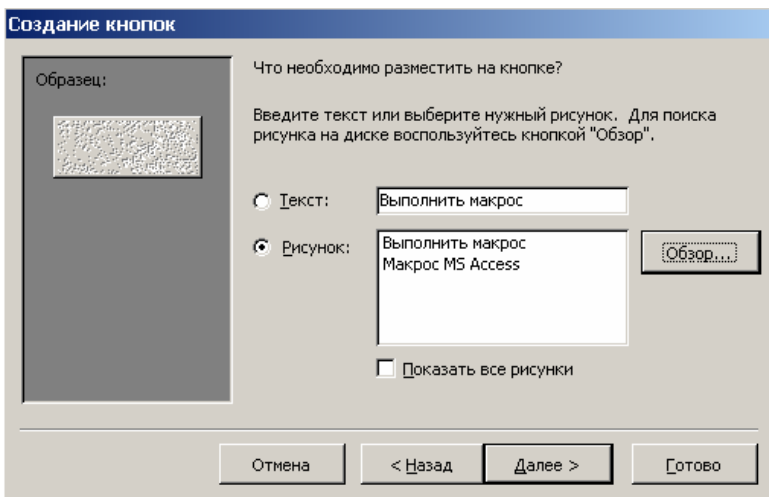 Создание кнопок
Образец:
Что необходимо разместить на кнопке?
Введите текст или выберите нужный рисунок. Для поиска
рисунка на диске воспользуйтесь кнопкой "Обзор".
Текст:
Выполнить макрос
Рисунок:
Выполнить макрос
Макрос MS Access
Обзор...
Показать все рисунки
Отмена
< Назад
Далее >
Готово